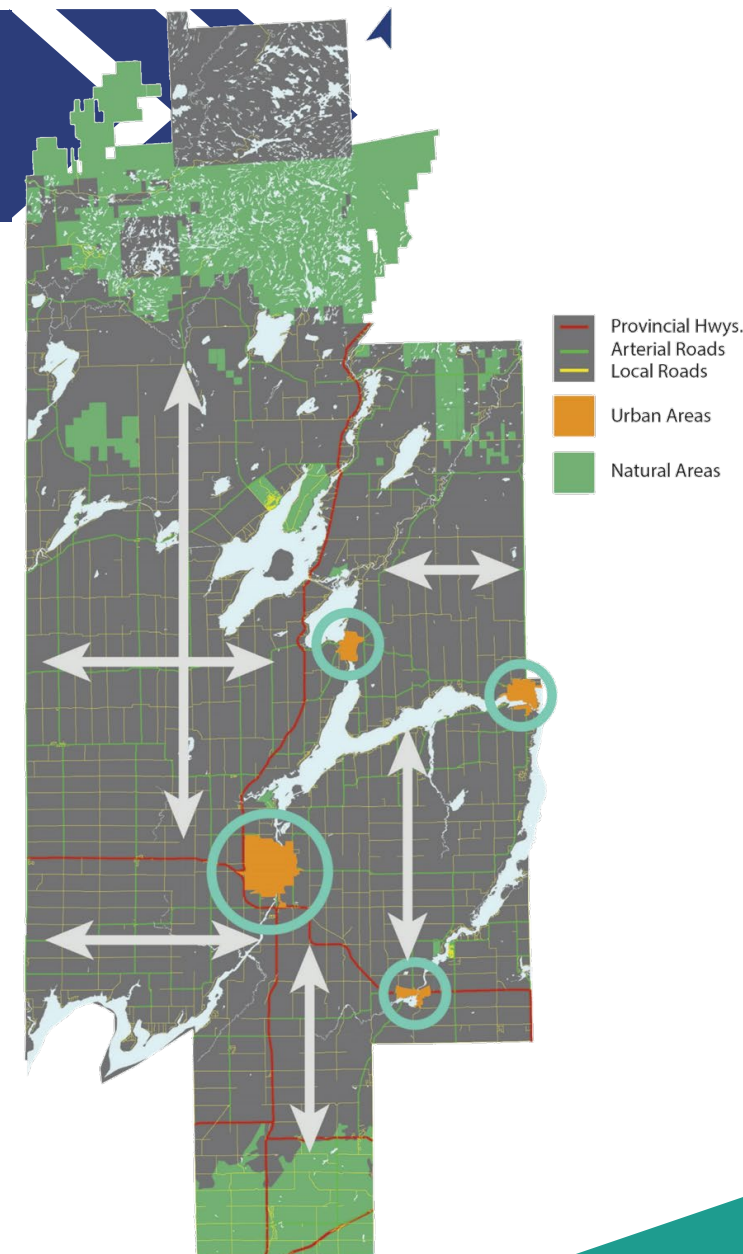 Provincial Hwys.
Arterial Roads
Local Roads
Urban Areas
Natural Areas